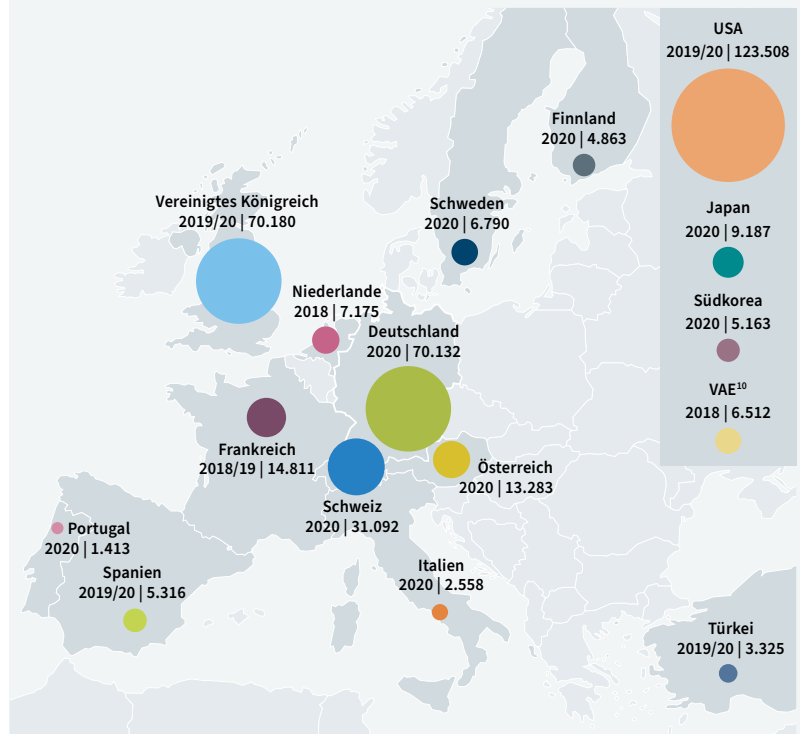 USA
2019/20 | 123.508
Finnland
2020 | 4.863
Vereinigtes Königreich
2019/20 | 70.180
Schweden
2020 | 6.790
Japan
2020 | 9.187
Niederlande
2018 | 7.175
Südkorea
2020 | 5.163
Deutschland
2020 | 70.132
VAE¹⁰
2018 | 6.512
Frankreich
2018/19 | 14.811
Österreich
2020 | 13.283
Schweiz
2020 | 31.092
Portugal
2020 | 1.413
Spanien
2019/20 | 5.316
Italien
2020 | 2.558
Türkei
2019/20 | 3.325